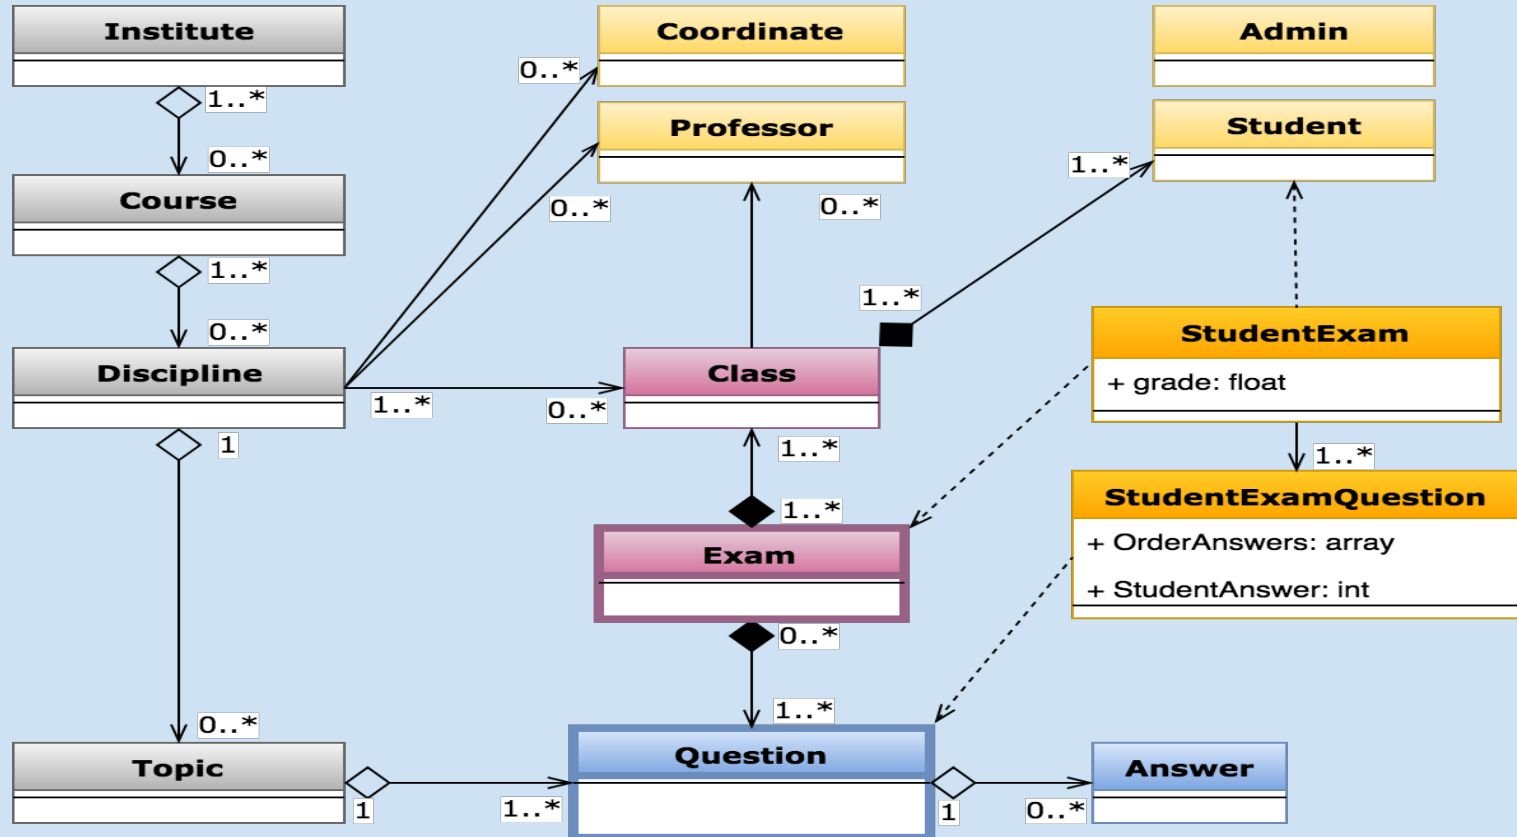 Institute
Coordinate
Admin
0..*
1..*
Professor
Student
0..*
1..*
Course
0..*
0..*
1..*
1..*
0..*
StudentExam
Discipline
Class
+ grade: float
1..*
0..*
1
1..*
1..*
StudentExamQuestion
1..*
Exam
+ OrderAnswers: array
+ StudentAnswer: int
0..*
0..*
1..*
Topic
Question
Answer
1
1..*
1
0..*